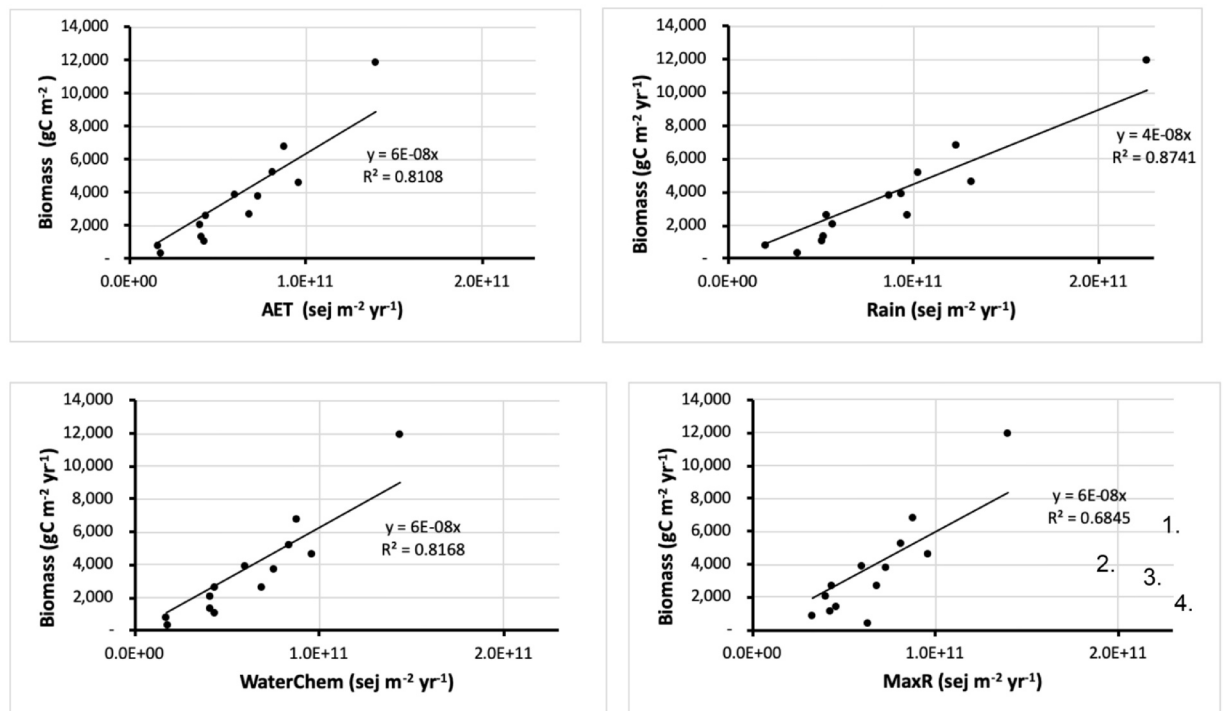 14,000
12,000
10,000
8,000
6,000
4,000
2,000
-
Biomass (gC m-2)
y = 6E-08x
R² = 0.8108
0.0E+00 1.0E+11 2.0E+11
AET (sej m-2 yr-1)
14,000
12,000
10,000
8,000
6,000
4,000
2,000
-
Biomass (gC m-2 yr-1)
y = 4E-08x
R² = 0.8741
0.0E+00 1.0E+11 2.0E+11
Rain (sej m-2 yr-1)
14,000
12,000
10,000
8,000
6,000
4,000
2,000
-
Biomass (gC m-2 yr-1)
y = 6E-08x
R² = 0.8168
0.0E+00 1.0E+11 2.0E+11
WaterChem (sej m-2 yr-1)
14,000
12,000
10,000
8,000
6,000
4,000
2,000
-
Biomass (gC m-2 yr-1)
y = 6E-08x
R² = 0.6845
1.
2.
3.
4.
0.0E+00 1.0E+11 2.0E+11
MaxR (sej m-2 yr-1)